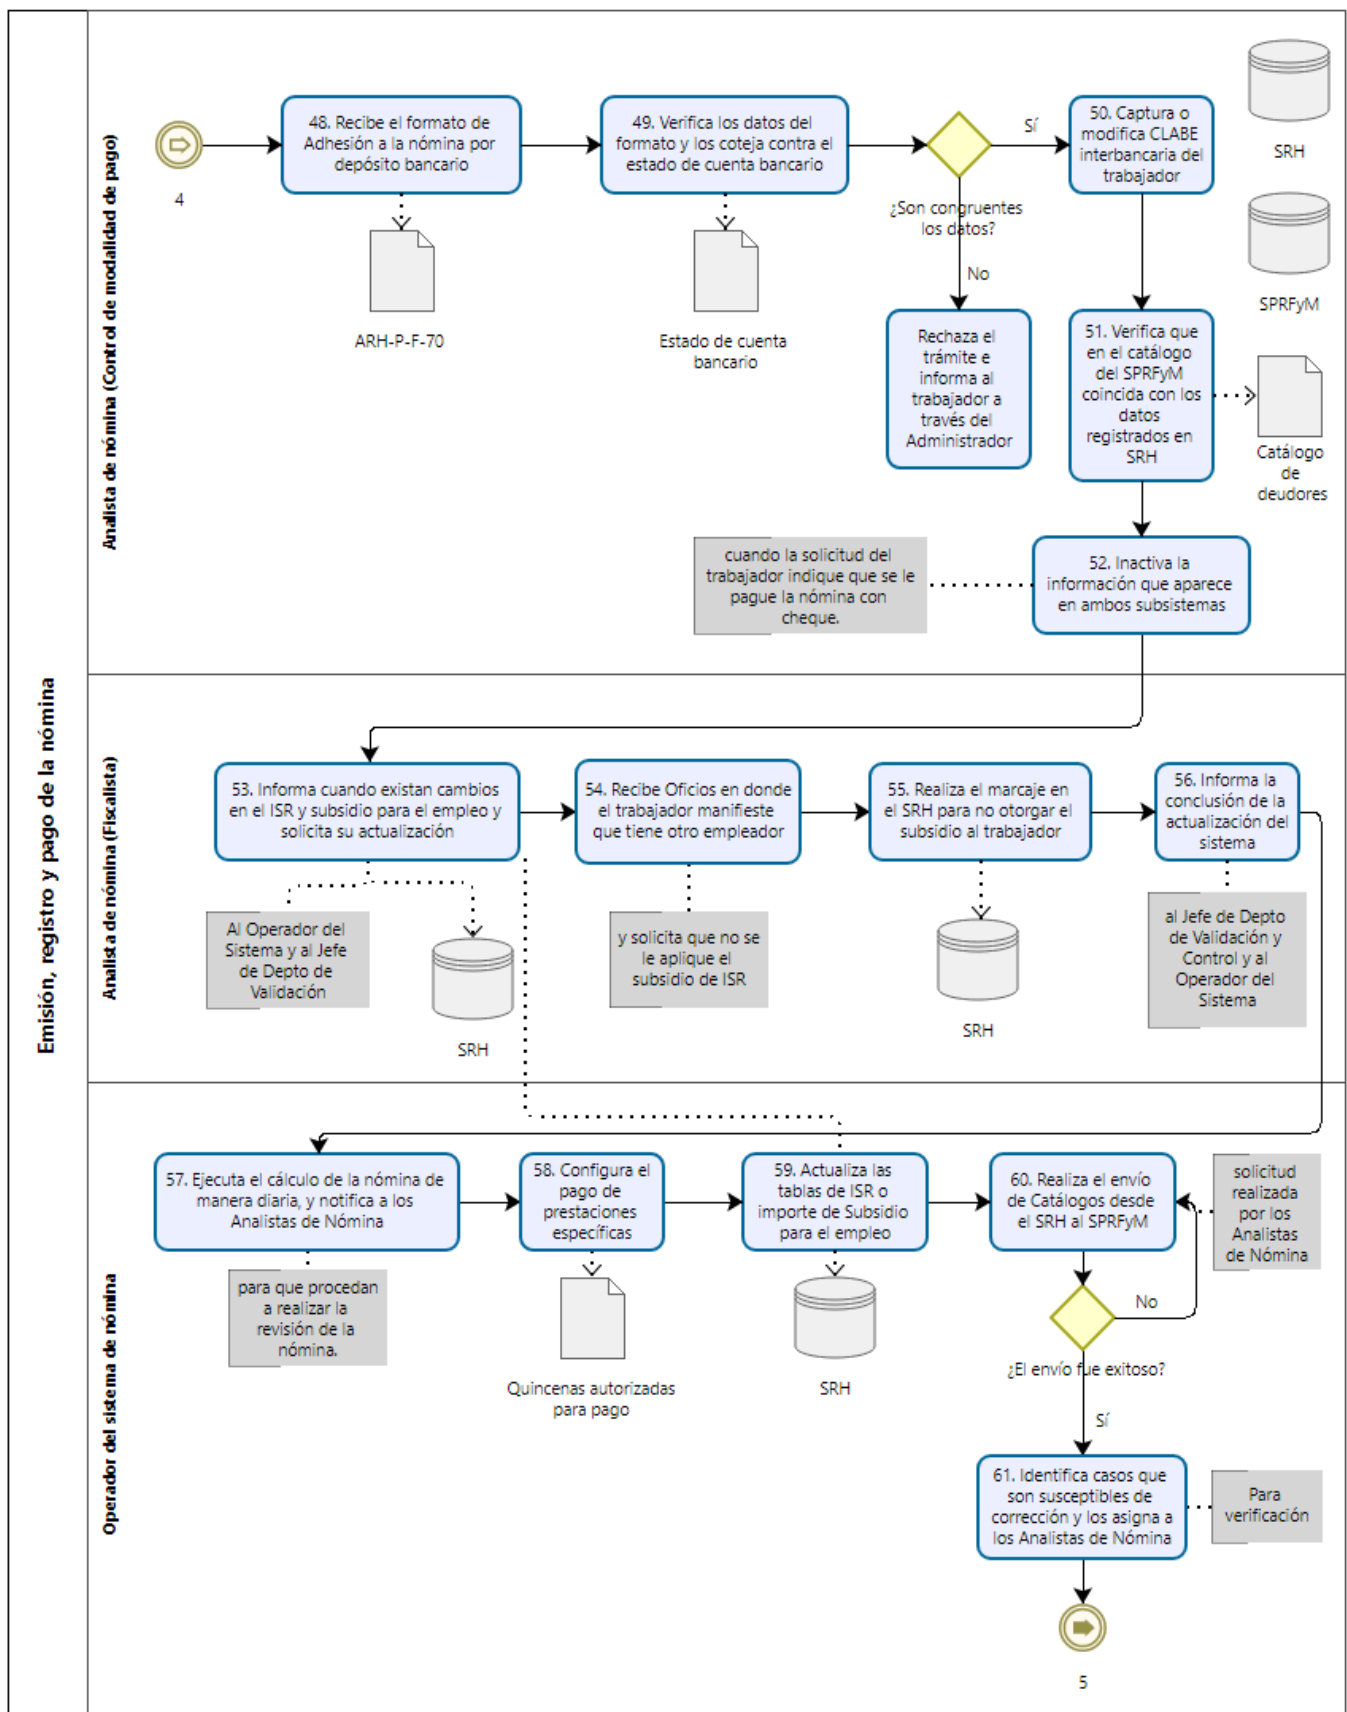 Emisión, registro y pago de la nómina
Analista de nómina (Control de modalidad de pago)
4
48. Recibe el formato de
Adhesión a la nómina por
depósito bancario
ARH-P-F-70
49. Verifica los datos del
formato y los coteja contra el
estado de cuenta bancario
Estado de cuenta
bancario
¿Son congruentes
los datos?
Sí
No
Rechaza el
trámite e
informa al
trabajador a
través del
Administrador
50. Captura o
modifica CLABE
interbancaria del
trabajador
SRH
SPRFyM
51. Verifica que
en el catálogo
del SPRFyM
coincida con los
datos
registrados en
SRH
Catálogo
de
deudores
52. Inactiva la
información que aparece
en ambos subsistemas
cuando la solicitud del
trabajador indique que se le
pague la nómina con
cheque.
Analista de nómina (Fiscalista)
53. Informa cuando existan cambios
en el ISR y subsidio para el empleo y
solicita su actualización
Al Operador del
Sistema y al Jefe
de Depto de
Validación
SRH
54. Recibe Oficios en donde
el trabajador manifieste
que tiene otro empleador
y solicita que no se
le aplique el
subsidio de ISR
55. Realiza el marcaje en
el SRH para no otorgar el
subsidio al trabajador
SRH
56. Informa la
conclusión de la
actualización del
sistema
al Jefe de Depto
de Validación y
Control y al
Operador del
Sistema
Operador del sistema de nómina
57. Ejecuta el cálculo de la nómina de
manera diaria, y notifica a los
Analistas de Nómina
para que procedan
a realizar la
revisión de la
nómina.
58. Configura el
pago de
prestaciones
específicas
Quincenas autorizadas
para pago
59. Actualiza las
tablas de ISR o
importe de Subsidio
para el empleo
SRH
60. Realiza el envío
de Catálogos desde
el SRH al SPRFyM
solicitud
realizada
por los
Analistas
de Nómina
No
¿El envío fue exitoso?
Sí
61. Identifica casos que
son susceptibles de
corrección y los asigna a
los Analistas de Nómina
Para
verificación
5